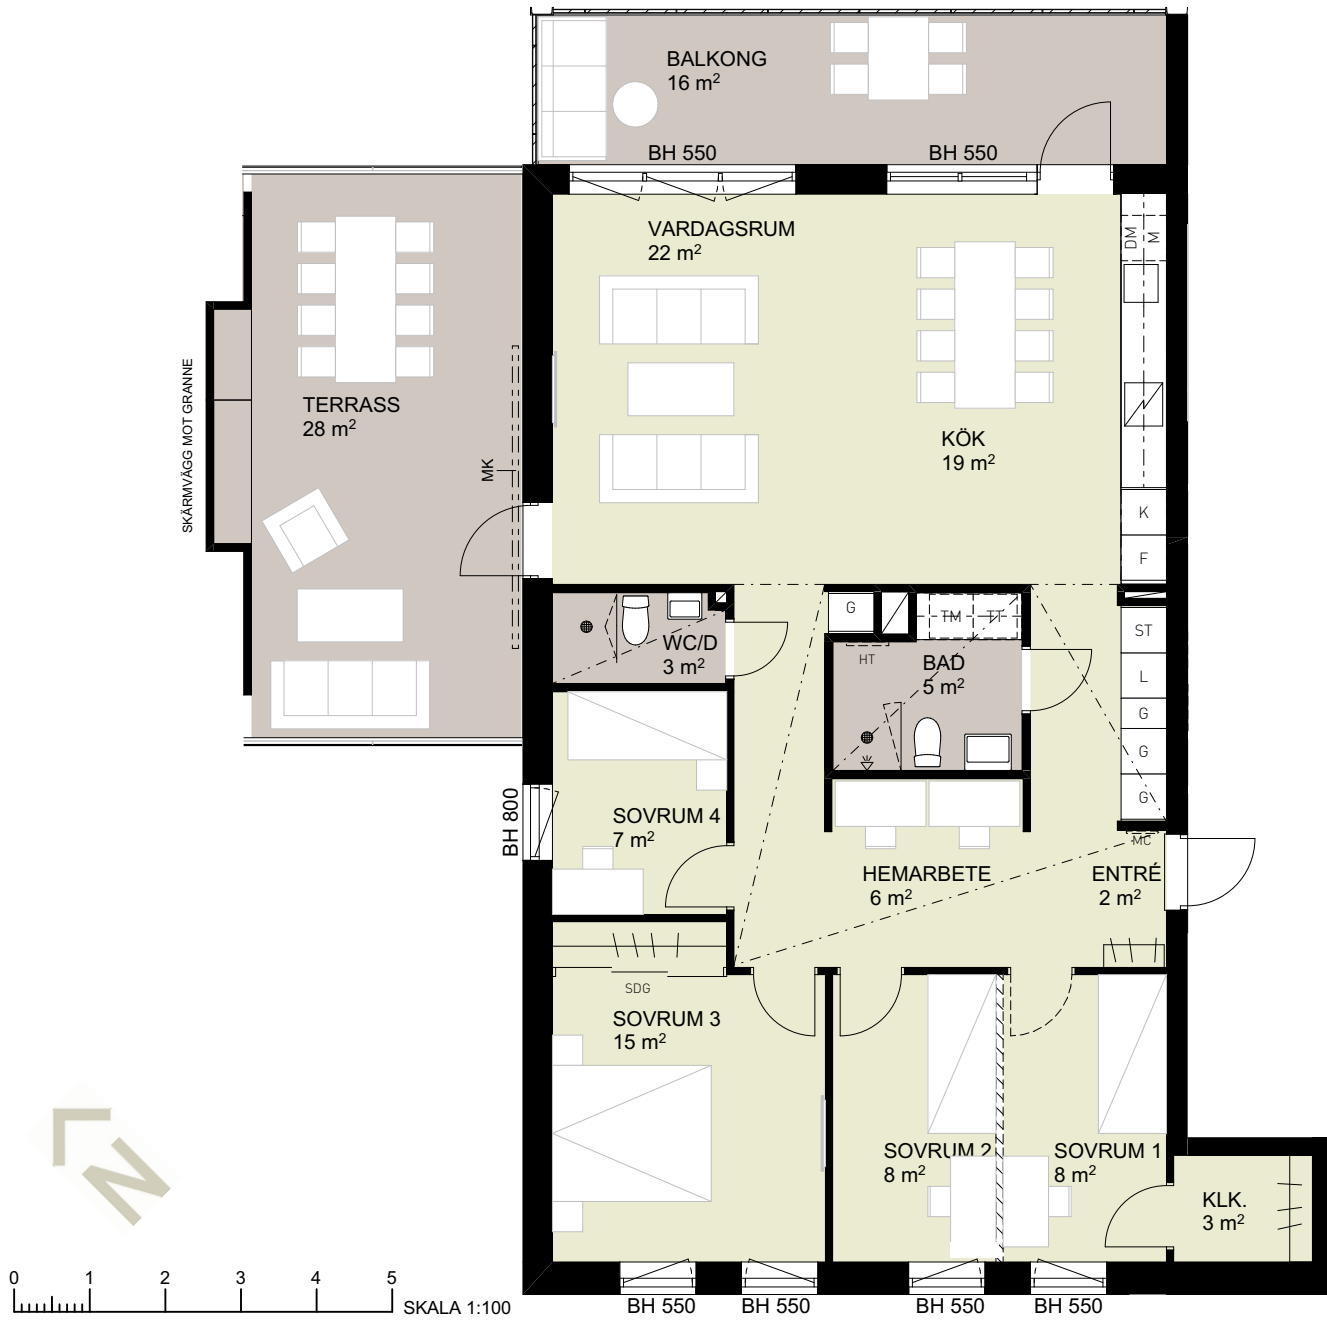 BALKONG
16 m²
BH 550
BH 550
VARDAGSRUM
22 m²
DM
M
SKÄRMVÄGG MOT GRANNE
TERRASS
28 m²
MK
KÖK
19 m²
K
F
WC/D
3 m²
G
TM
TT
HT
BAD
5 m²
ST
L
G
G
G
MC
BH 800
SOVRUM 4
7 m²
HEMARBETE
6 m²
ENTRÉ
2 m²
SDG
SOVRUM 3
15 m²
SOVRUM 2
8 m²
SOVRUM 1
8 m²
KLK.
3 m²
N
0 1 2 3 4 5
SKALA 1:100
BH 550
BH 550
BH 550
BH 550